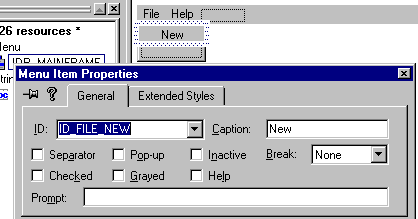 26 resources *
File Help
Menu
New
IDR_MAINFRAME
Menu Item Properties
General Extended Styles
ID: ID_FILE_NEW Caption: New
Separator Pop-up Inactive Break: None
Checked Grayed Help
Prompt: